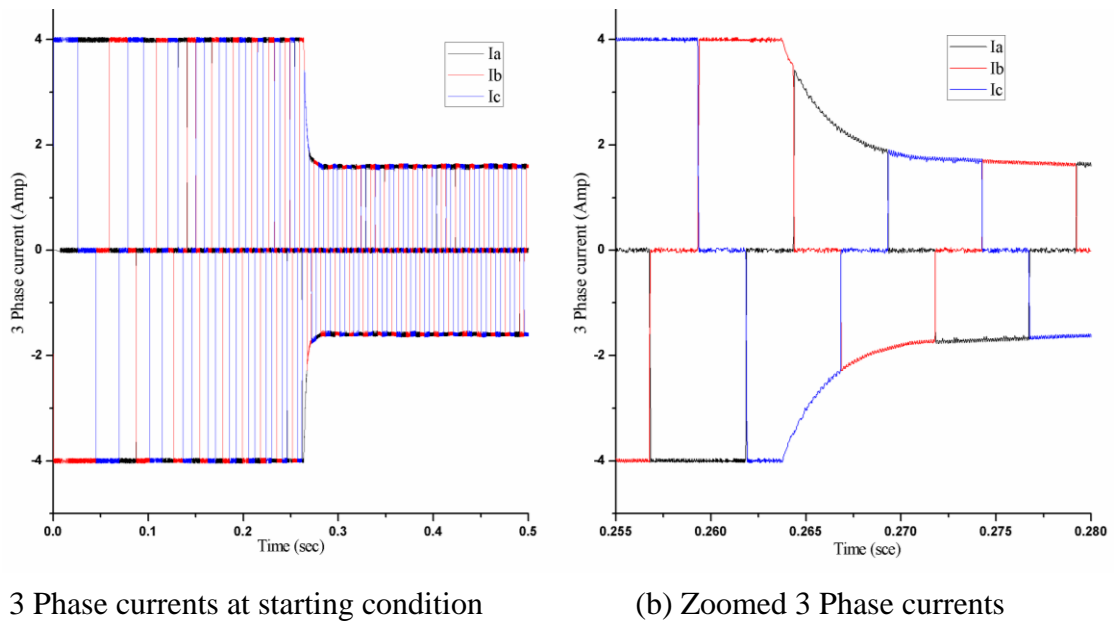 4
2
0
-2
-4
3 Phase current (Amp)
Ia
Ib
Ic
0.0
0.1
0.2
0.3
0.4
0.5
Time (sec)
4
2
0
-2
-4
3 Phase current (Amp)
Ia
Ib
Ic
0.255
0.260
0.265
0.270
0.275
0.280
Time (sce)
3 Phase currents at starting condition
(b) Zoomed 3 Phase currents